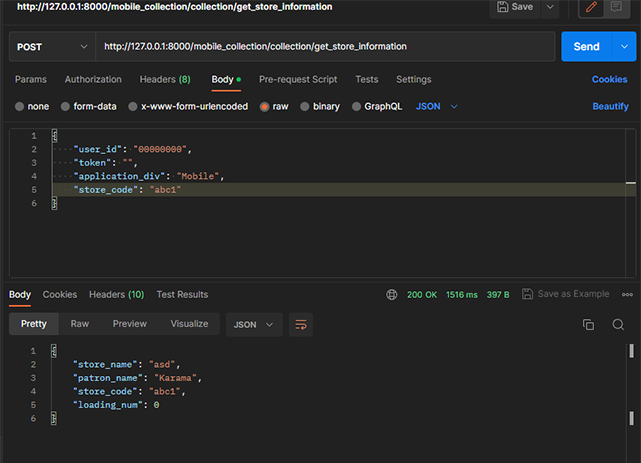 http://127.0.0.1:8000/mobile_collection/collection/get_store_information Save
POST http://127.0.0.1:8000/mobile_collection/collection/get_store_information Send
Params Authorization Headers (8) Body Pre-request Script Tests Settings Cookies
none form-data x-www-form-urlencoded raw binary GraphQL JSON Beautify
1 {
2 "user_id": "00000000",
3 "token": "",
4 "application_div": "Mobile",
5 "store_code": "abc1"
6 }
Body Cookies Headers (10) Test Results 200 OK 1516 ms 397 B Save as Example
Pretty Raw Preview Visualize JSON
1 {
2 "store_name": "asd",
3 "patron_name": "Karama",
4 "store_code": "abc1",
5 "loading_num": 0
6 }